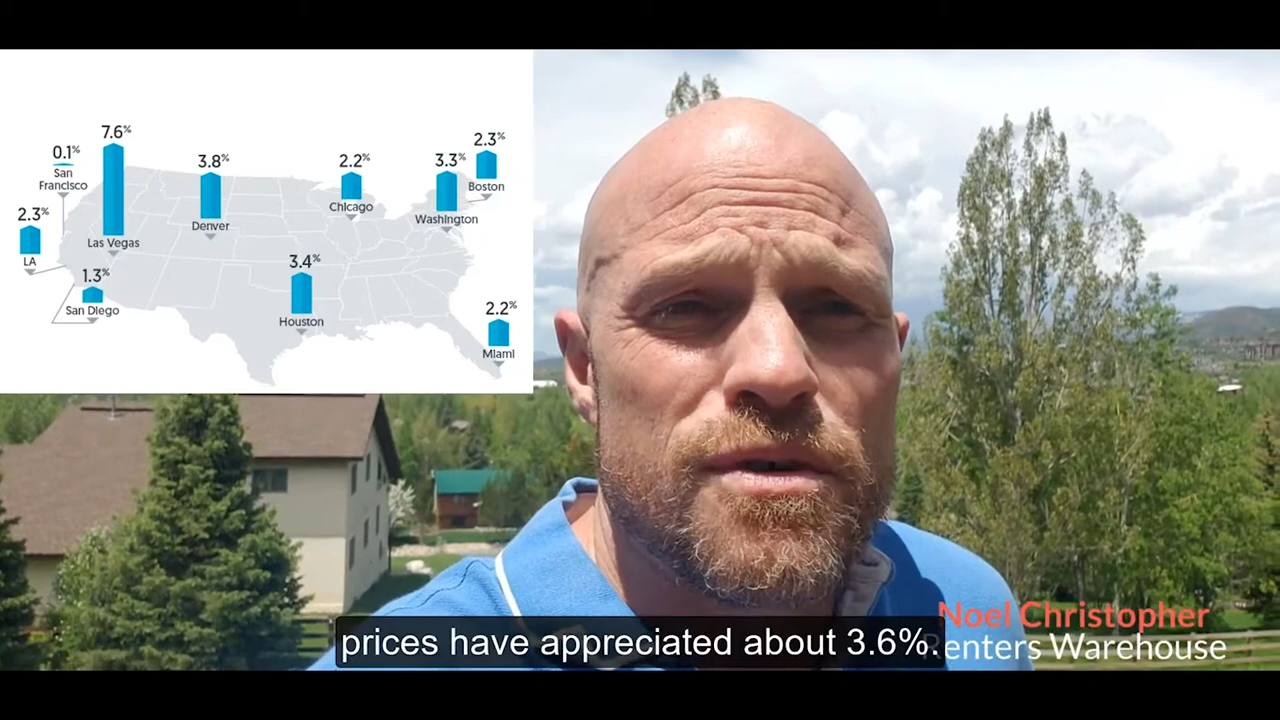 7.6%
0.1%
San
Francisco
3.8%
2.2%
3.3%
2.3%
Boston
Chicago
Washington
Denver
2.3%
LA
Las Vegas
1.3%
San Diego
3.4%
Houston
2.2%
Miami
Noel Christopher
Renters Warehouse
prices have appreciated about 3.6%.